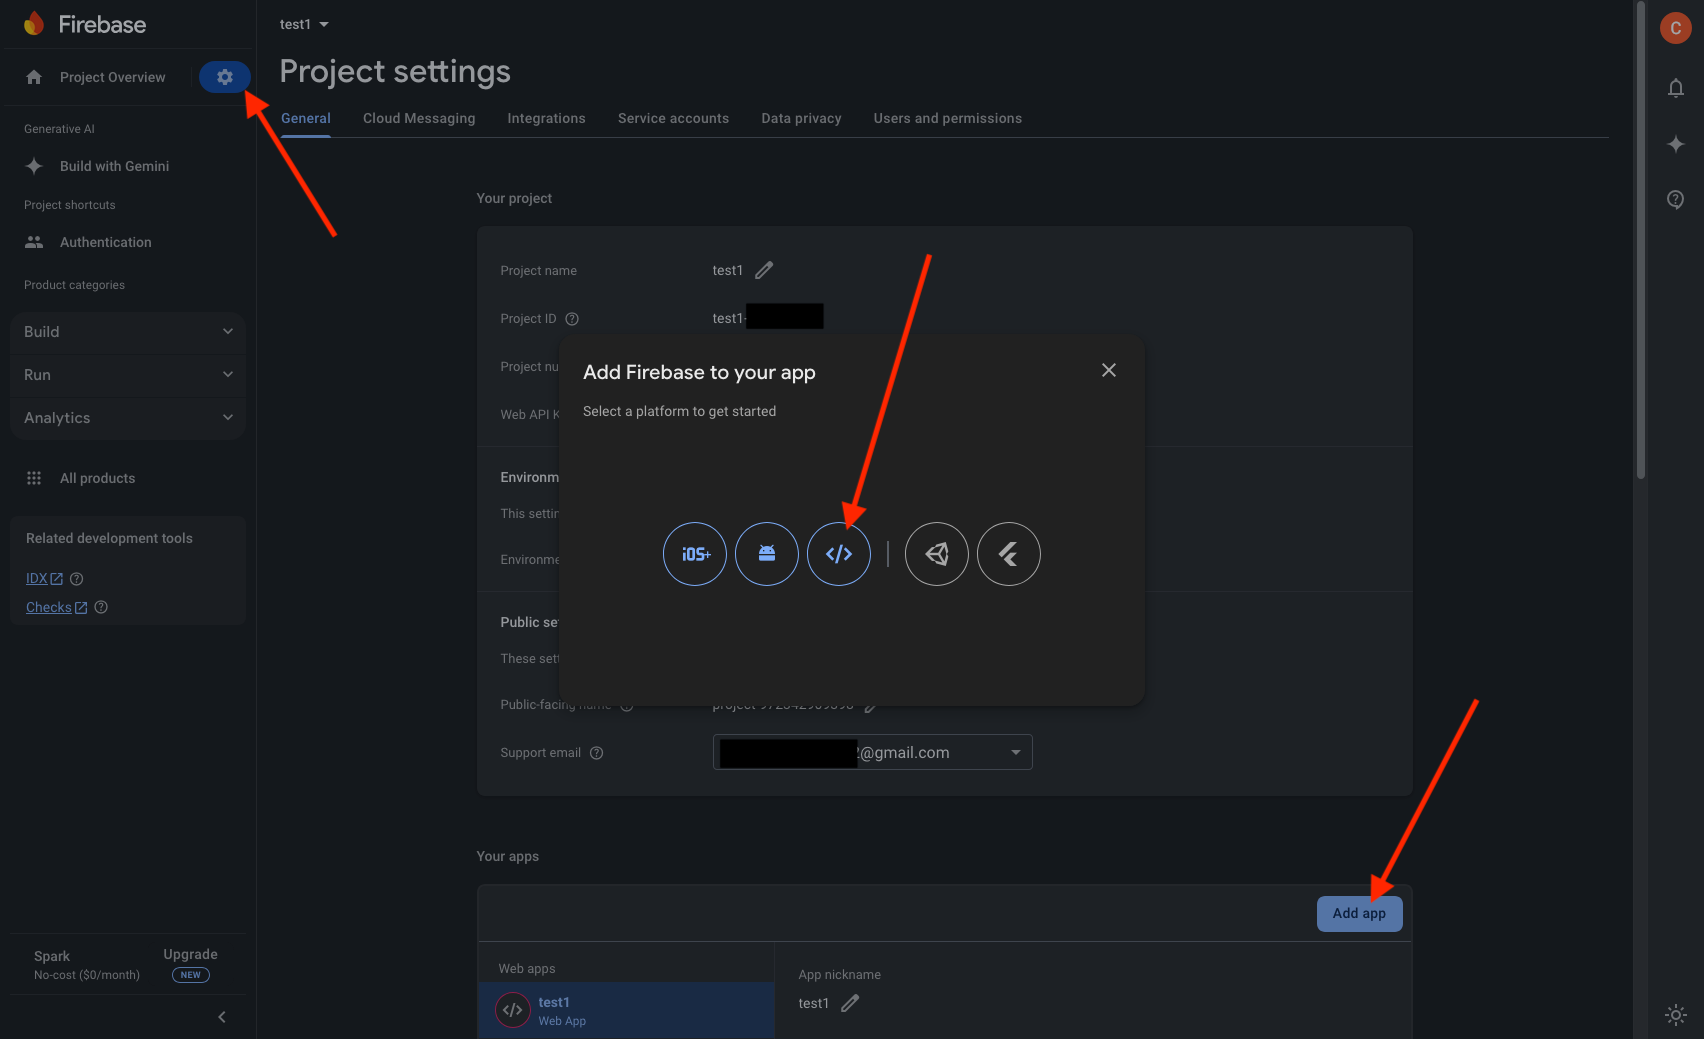 Firebase
Project Overview
Generative AI
Build with Gemini
Project shortcuts
Authentication
Product categories
Build
Run
Analytics
All products
Related development tools
IDX
Checks
Spark
No-cost ($0/month)
Upgrade
NEW
test1
Project settings
General
Cloud Messaging
Integrations
Service accounts
Data privacy
Users and permissions
C
Your project
Project name
test1
Project ID
test1-
Project nu
Web API K
Add Firebase to your app
Select a platform to get started
iOS+
Environm
This settin
Environme
Public se
These sett
Public-facing name
Support email
2@gmail.com
Your apps
Add app
Web apps
test1
Web App
App nickname
test1